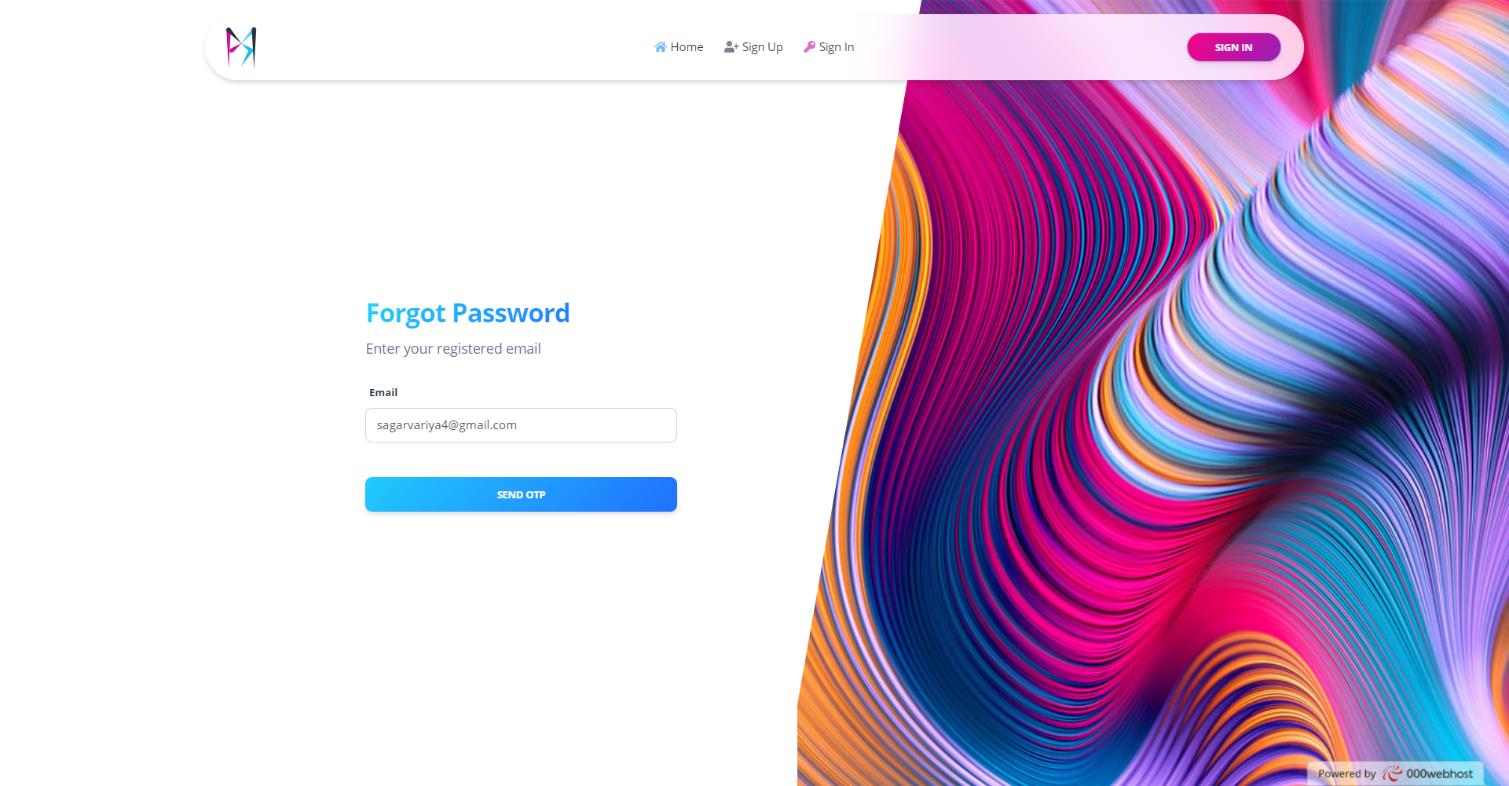 Home Sign Up Sign In SIGN IN
Forgot Password
Enter your registered email
Email
sagarvariya4@gmail.com
SEND OTP
Powered by 000webhost